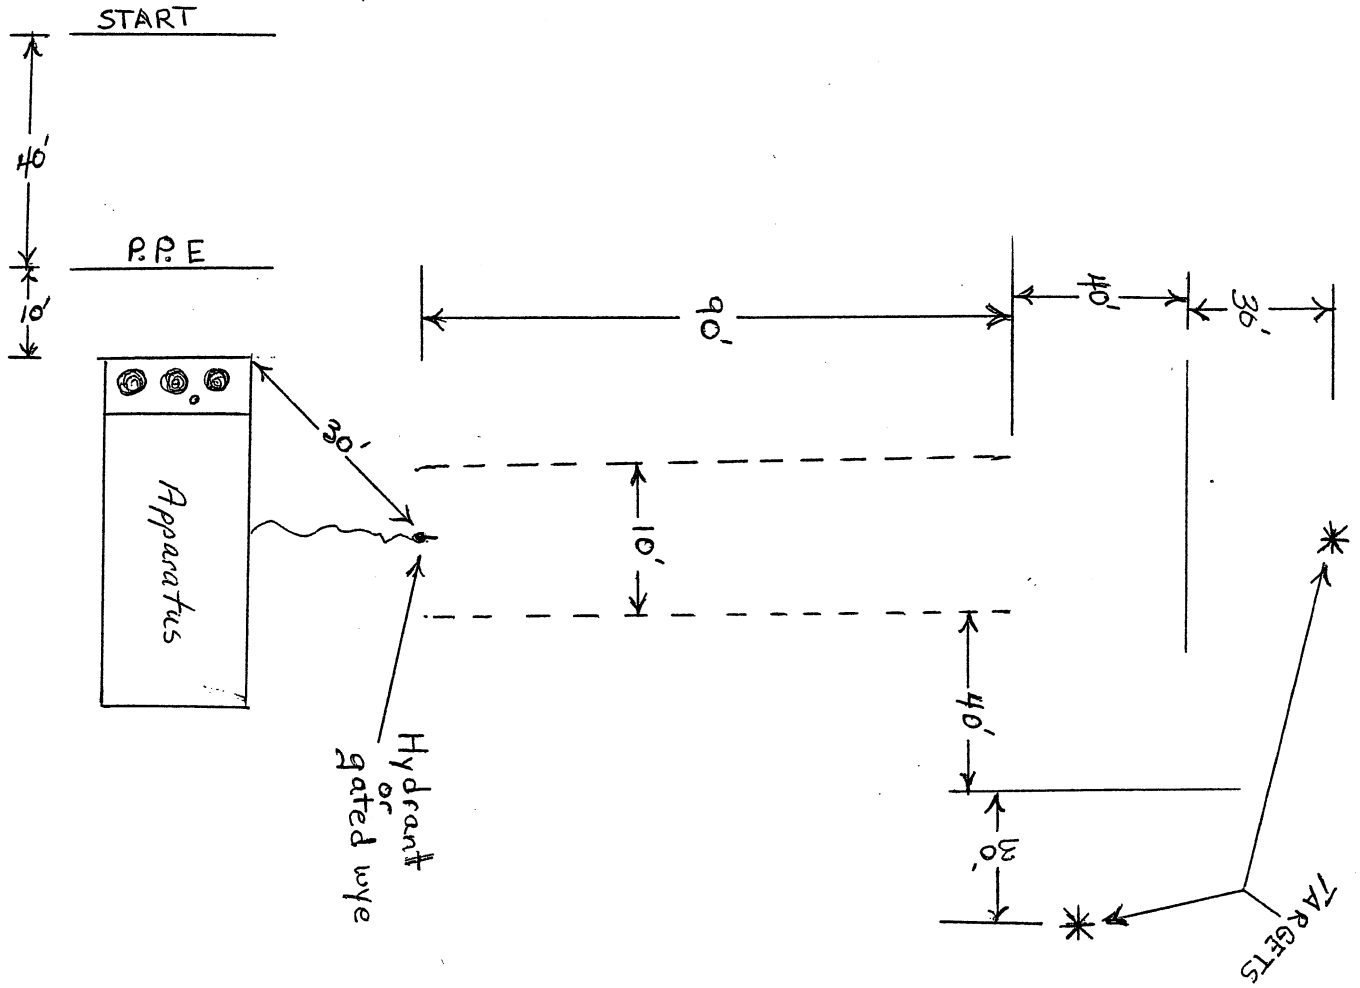 START
40'
P.P.E
10'
30'
Apparatus
90'
40'
30'
10'
40'
30'
Hydrant
or
gated wye
TARGETS